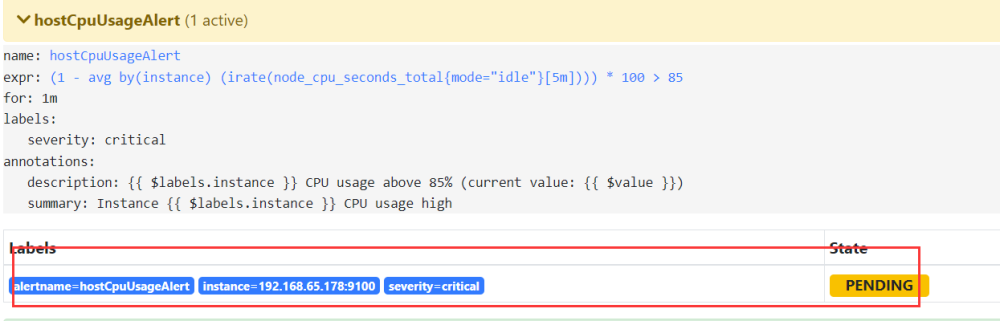 hostCpuUsageAlert (1 active)
name: hostCpuUsageAlert
expr: (1 - avg by(instance) (irate(node_cpu_seconds_total{mode="idle"}[5m]))) * 100 > 85
for: 1m
labels:
severity: critical
annotations:
description: {{ $labels.instance }} CPU usage above 85% (current value: {{ $value }})
summary: Instance {{ $labels.instance }} CPU usage high
Labels State
alertname=hostCpuUsageAlert instance=192.168.65.178:9100 severity=critical PENDING